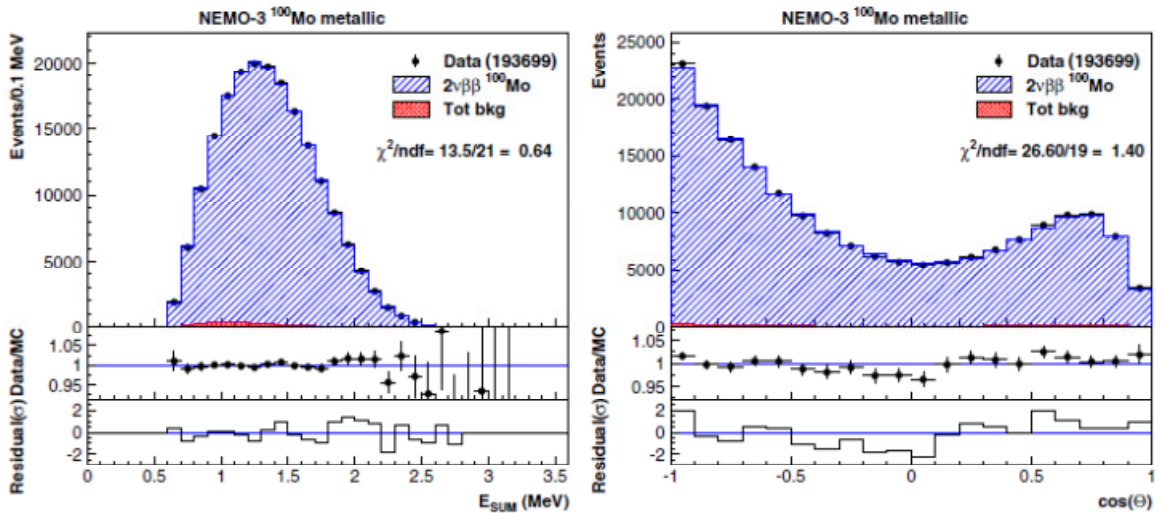 NEMO-3 ¹⁰⁰Mo metallic
Events/0.1 MeV
20000
15000
10000
5000
0
Data (193699)
2νββ ¹⁰⁰Mo
Tot bkg
χ²/ndf= 13.5/21 = 0.64
Data/MC
1.05
1
0.95
Residual(σ)
2
0
-2
0 0.5 1 1.5 2 2.5 3 3.5
E_SUM (MeV)
NEMO-3 ¹⁰⁰Mo metallic
Events
25000
20000
15000
10000
5000
0
Data (193699)
2νββ ¹⁰⁰Mo
Tot bkg
χ²/ndf= 26.60/19 = 1.40
Data/MC
1.05
1
0.95
Residual(σ)
2
0
-2
-1 -0.5 0 0.5 1
cos(Θ)